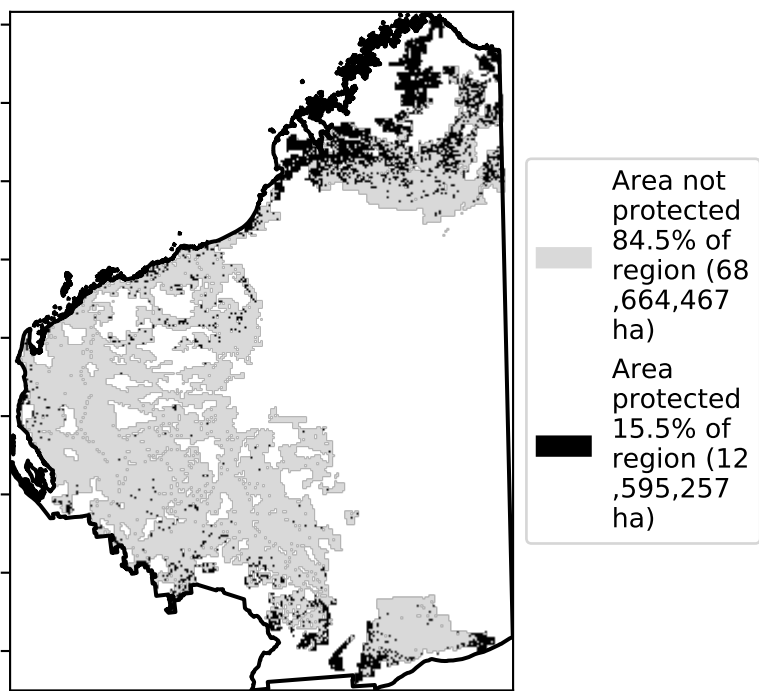 Area not
protected
84.5% of
region (68
,664,467
ha)
Area
protected
15.5% of
region (12
,595,257
ha)